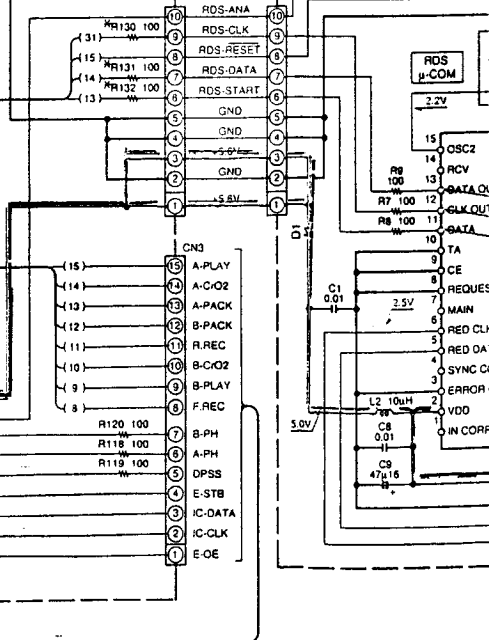 10 RDS-ANA 10
*R130 100
(31) 9 RDS-CLK 9
(15) 8 RDS-RESET 8
*R131 100
(14) 7 RDS-DATA 7
*R132 100
(13) 6 RDS-START 6
5 GND 5
4 GND 4
3 +5.6V 3
2 GND 2
1 +5.6V 1
RDS
μ-COM
2.2V
15 OSC2
14 RCV
13 DATA OU
12 CLK OUT
11 DATA
10 TA
9 CE
8 REQUES
7 MAIN
6 RED CLK
5 RED DA
4 SYNC CO
3 ERROR
2 VDD
1 IN CORR
R9
100
R7 100
R8 100
D1
C1
0.01
2.5V
L2 10μH
5.0V
C8
0.01
C9
47μ16
+
CN3
(15) 15 A-PLAY
(14) 14 A-CrO2
(13) 13 A-PACK
(12) 12 B-PACK
(11) 11 R.REC
(10) 10 B-CrO2
(9) 9 B-PLAY
(8) 8 F.REC
R120 100
7 B-PH
R118 100
6 A-PH
R119 100
5 DPSS
4 E-STB
3 IC-DATA
2 IC-CLK
1 E-OE